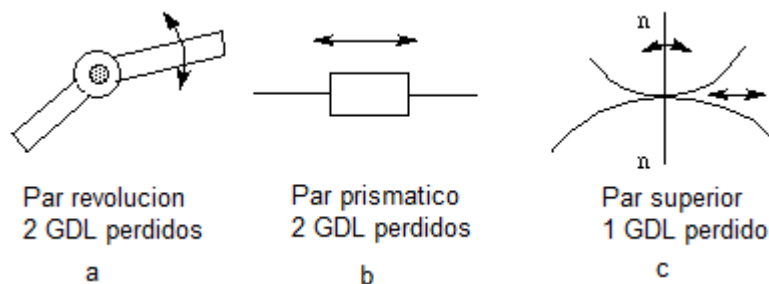 n
n
Par revolucion
2 GDL perdidos
a
Par prismatico
2 GDL perdidos
b
Par superior
1 GDL perdido
c